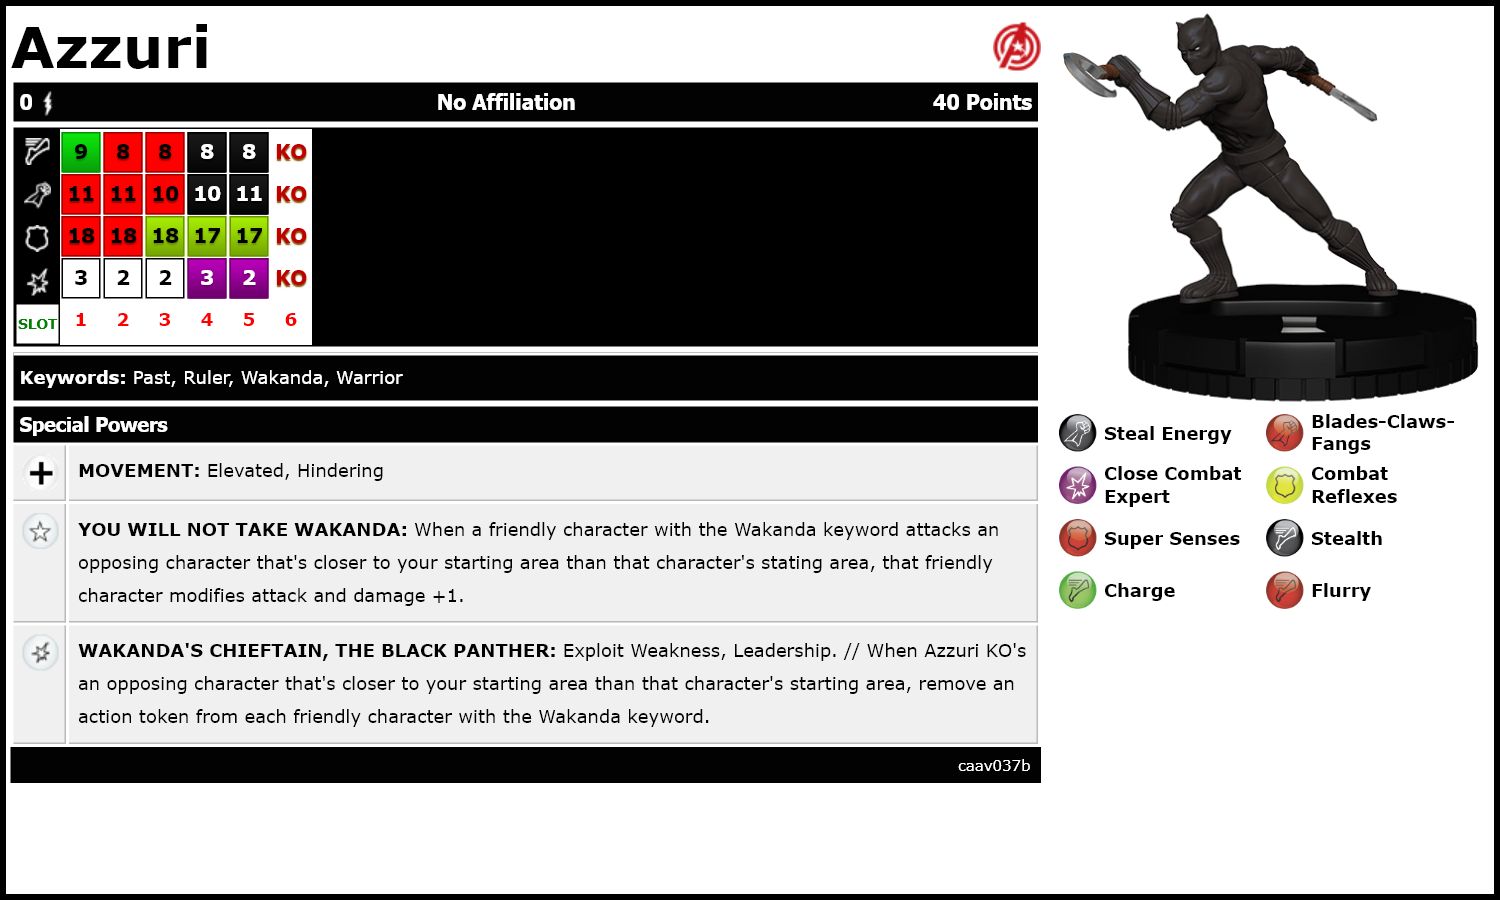 Azzuri
0 No Affiliation 40 Points
9 8 8 8 8 KO
11 11 10 10 11 KO
18 18 18 17 17 KO
3 2 2 3 2 KO
SLOT 1 2 3 4 5 6
Keywords: Past, Ruler, Wakanda, Warrior
Special Powers
MOVEMENT: Elevated, Hindering
YOU WILL NOT TAKE WAKANDA: When a friendly character with the Wakanda keyword attacks an
opposing character that's closer to your starting area than that character's stating area, that friendly
character modifies attack and damage +1.
WAKANDA'S CHIEFTAIN, THE BLACK PANTHER: Exploit Weakness, Leadership. // When Azzuri KO's
an opposing character that's closer to your starting area than that character's starting area, remove an
action token from each friendly character with the Wakanda keyword.
caav037b
Steal Energy
Blades-Claws-
Fangs
Close Combat
Expert
Combat
Reflexes
Super Senses
Stealth
Charge
Flurry